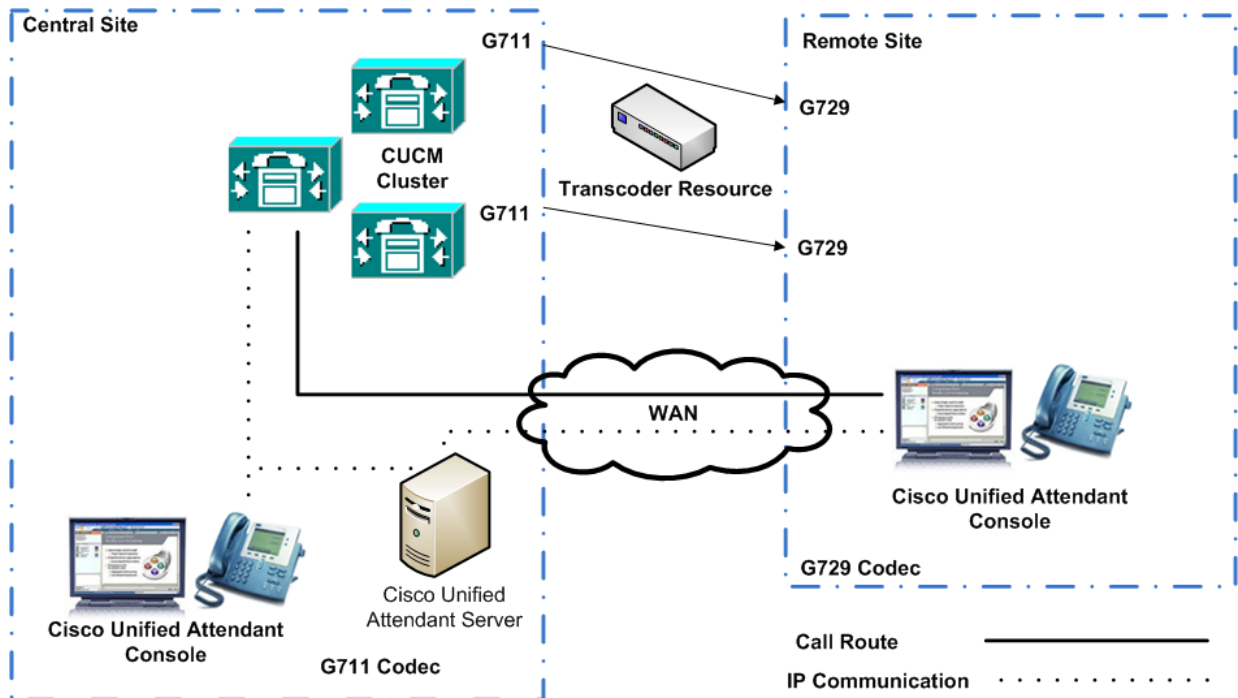 Central Site
G711
Remote Site
G729
CUCM
Cluster
Transcoder Resource
G711
G729
WAN
Cisco Unified Attendant
Console
Cisco Unified
Attendant Server
Cisco Unified Attendant
Console
G711 Codec
G729 Codec
Call Route
IP Communication